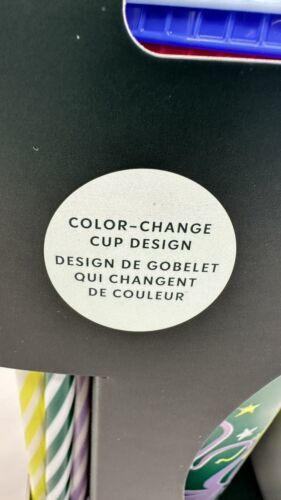 COLOR-CHANGE
CUP DESIGN
DESIGN DE GOBELET
QUI CHANGENT
DE COULEUR